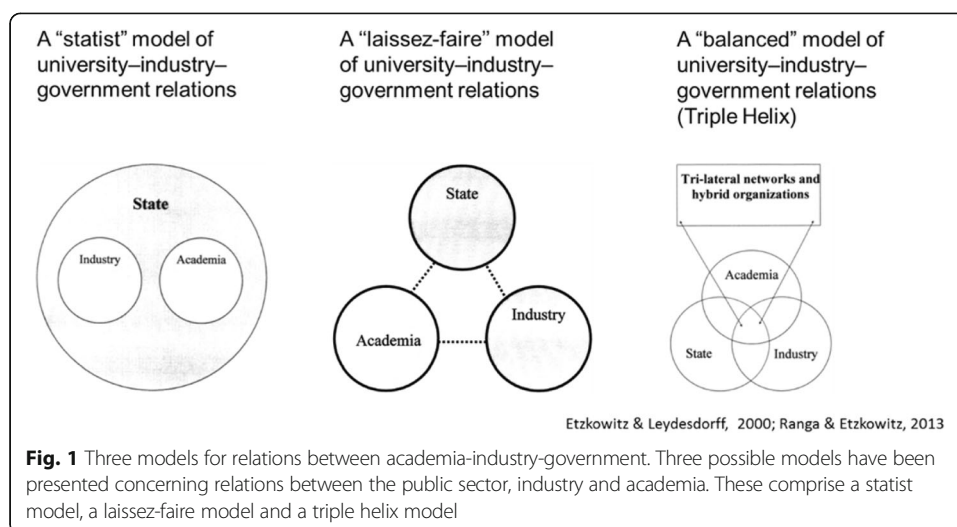 A “statist” model of
university–industry–
government relations
State
Industry
Academia
A “laissez-faire” model
of university–industry–
government relations
State
Academia
Industry
A “balanced” model of
university–industry–
government relations
(Triple Helix)
Tri-lateral networks and
hybrid organizations
Academia
State
Industry
Etzkowitz & Leydesdorff, 2000; Ranga & Etzkowitz, 2013
Fig. 1 Three models for relations between academia-industry-government. Three possible models have been
presented concerning relations between the public sector, industry and academia. These comprise a statist
model, a laissez-faire model and a triple helix model